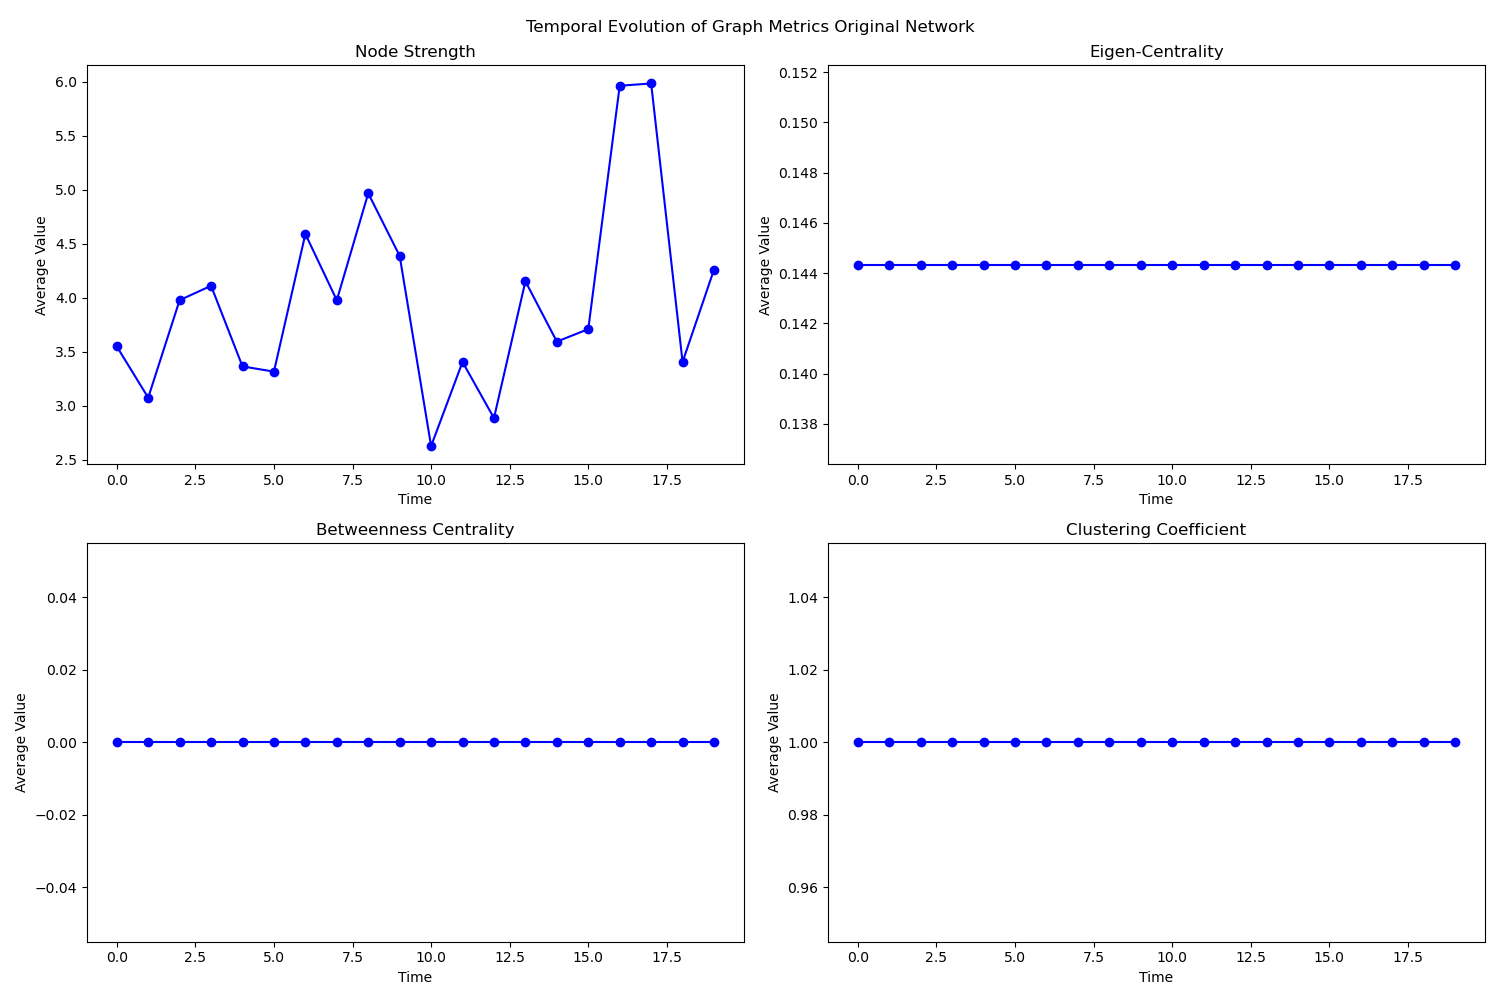 Temporal Evolution of Graph Metrics Original Network
Node Strength
6.0
5.5
5.0
4.5
4.0
3.5
3.0
2.5
Average Value
0.0 2.5 5.0 7.5 10.0 12.5 15.0 17.5
Time
Eigen-Centrality
0.152
0.150
0.148
0.146
0.144
0.142
0.140
0.138
Average Value
0.0 2.5 5.0 7.5 10.0 12.5 15.0 17.5
Time
Betweenness Centrality
0.04
0.02
0.00
−0.02
−0.04
Average Value
0.0 2.5 5.0 7.5 10.0 12.5 15.0 17.5
Time
Clustering Coefficient
1.04
1.02
1.00
0.98
0.96
Average Value
0.0 2.5 5.0 7.5 10.0 12.5 15.0 17.5
Time